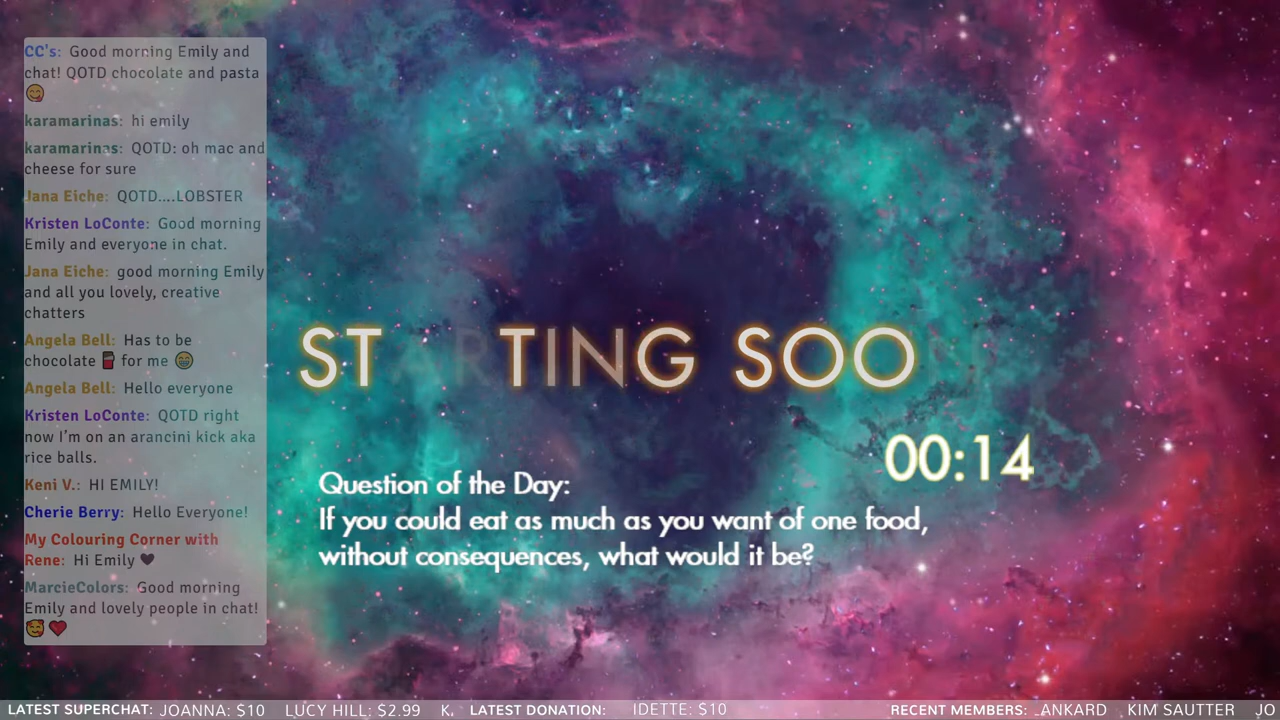 CC's: Good morning Emily and
chat! QOTD chocolate and pasta
😋
karamarinas: hi emily
karamarinas: QOTD: oh mac and
cheese for sure
Jana Eiche: QOTD....LOBSTER
Kristen LoConte: Good morning
Emily and everyone in chat.
Jana Eiche: good morning Emily
and all you lovely, creative
chatters
Angela Bell: Has to be
chocolate 🍫 for me 😁
Angela Bell: Hello everyone
Kristen LoConte: QOTD right
now I'm on an arancini kick aka
rice balls.
Keni V.: HI EMILY!
Cherie Berry: Hello Everyone!
My Colouring Corner with
Rene: Hi Emily 🖤
MarcieColors: Good morning
Emily and lovely people in chat!
🥰❤️
STARTING SOON
00:14
Question of the Day:
If you could eat as much as you want of one food,
without consequences, what would it be?
LATEST SUPERCHAT: JOANNA: $10 LUCY HILL: $2.99 K. LATEST DONATION: IDETTE: $10 RECENT MEMBERS: ANKARD KIM SAUTTER JO